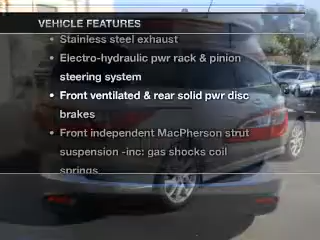 VEHICLE FEATURES
• Stainless steel exhaust
• Electro-hydraulic pwr rack & pinion
steering system
• Front ventilated & rear solid pwr disc
brakes
• Front independent MacPherson strut
suspension -inc: gas shocks coil
springs